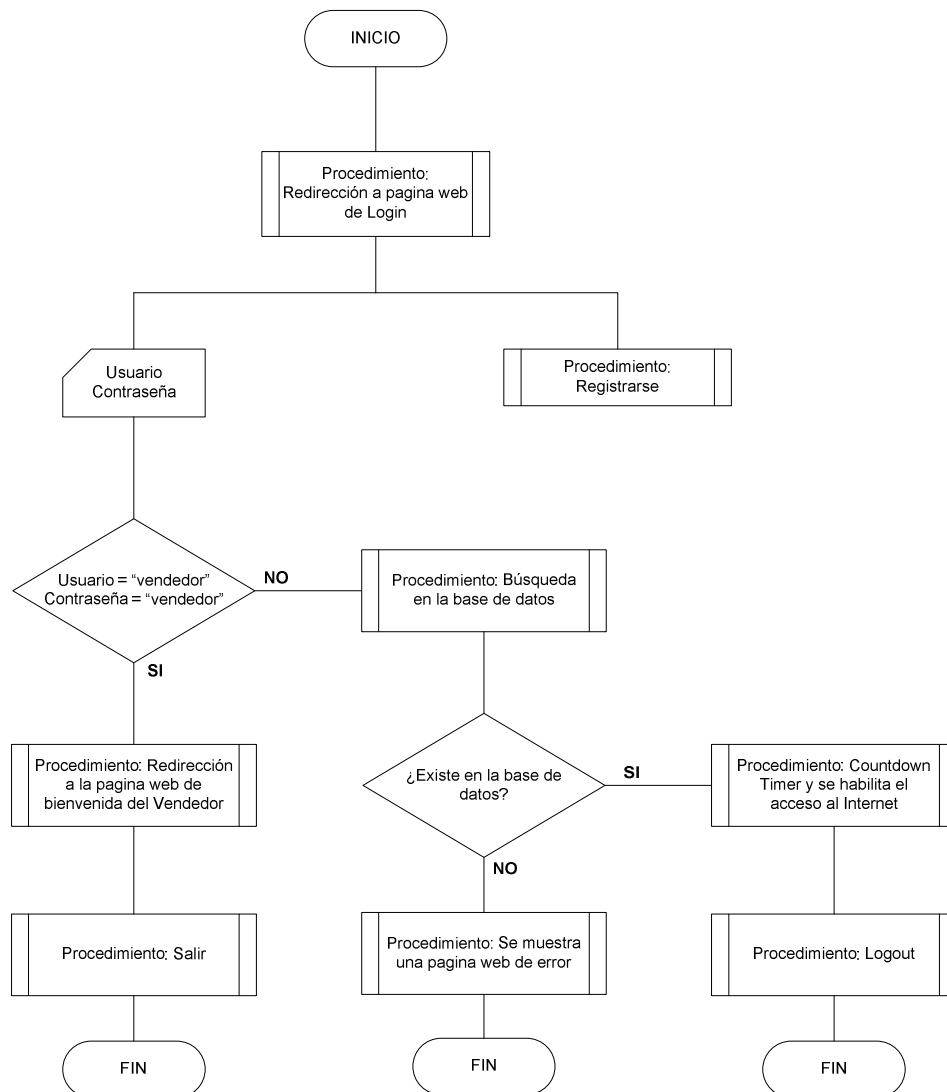 INICIO
Procedimiento:
Redirección a pagina web
de Login
Usuario
Contraseña
Procedimiento:
Registrarse
Usuario = “vendedor”
Contraseña = “vendedor”
NO
Procedimiento: Búsqueda
en la base de datos
SI
Procedimiento: Redirección
a la pagina web de
bienvenida del Vendedor
¿Existe en la base de
datos?
SI
Procedimiento: Countdown
Timer y se habilita el
acceso al Internet
NO
Procedimiento: Salir
Procedimiento: Se muestra
una pagina web de error
Procedimiento: Logout
FIN
FIN
FIN